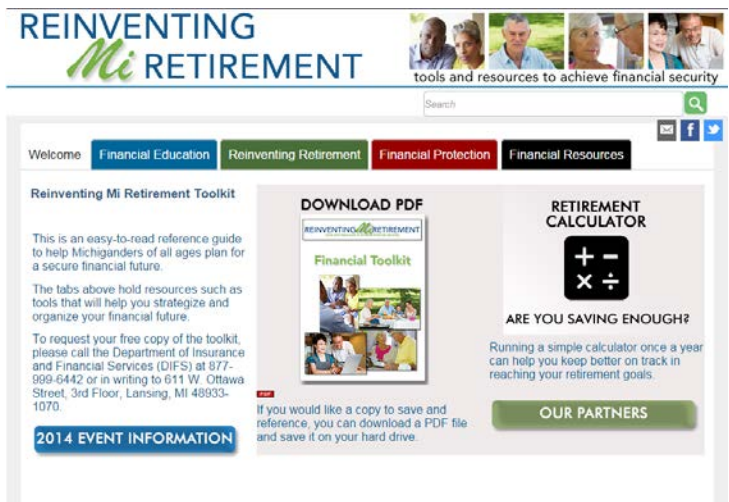 REINVENTING
Mi RETIREMENT
tools and resources to achieve financial security
Search
Welcome
Financial Education
Reinventing Retirement
Financial Protection
Financial Resources
Reinventing Mi Retirement Toolkit
This is an easy-to-read reference guide
to help Michiganders of all ages plan for
a secure financial future.
The tabs above hold resources such as
tools that will help you strategize and
organize your financial future.
To request your free copy of the toolkit,
please call the Department of Insurance
and Financial Services (DIFS) at 877-
999-6442 or in writing to 611 W. Ottawa
Street, 3rd Floor, Lansing, MI 48933-
1070.
2014 EVENT INFORMATION
DOWNLOAD PDF
REINVENTING Mi RETIREMENT
Financial Toolkit
PDF
If you would like a copy to save and
reference, you can download a PDF file
and save it on your hard drive.
RETIREMENT
CALCULATOR
ARE YOU SAVING ENOUGH?
Running a simple calculator once a year
can help you keep better on track in
reaching your retirement goals.
OUR PARTNERS